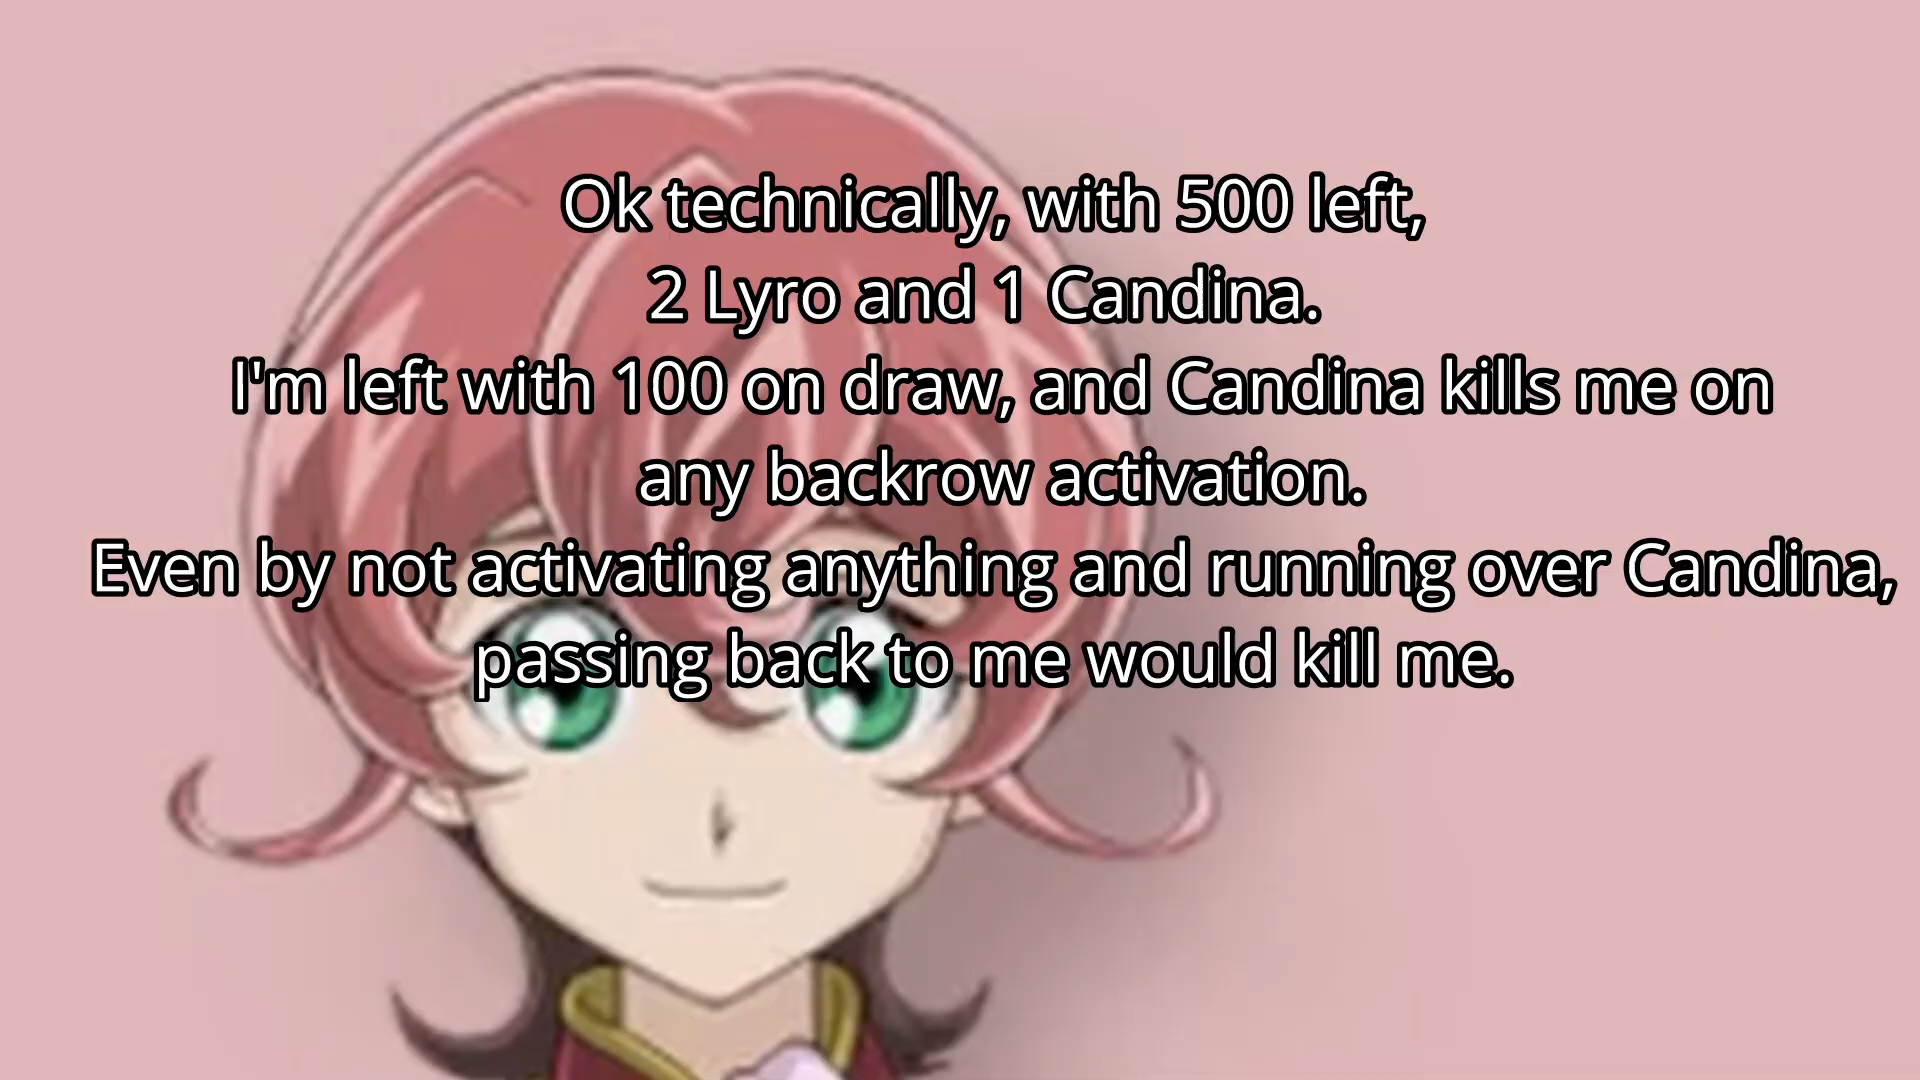 Ok technically, with 500 left,
2 Lyro and 1 Candina.
I'm left with 100 on draw, and Candina kills me on
any backrow activation.
Even by not activating anything and running over Candina,
passing back to me would kill me.